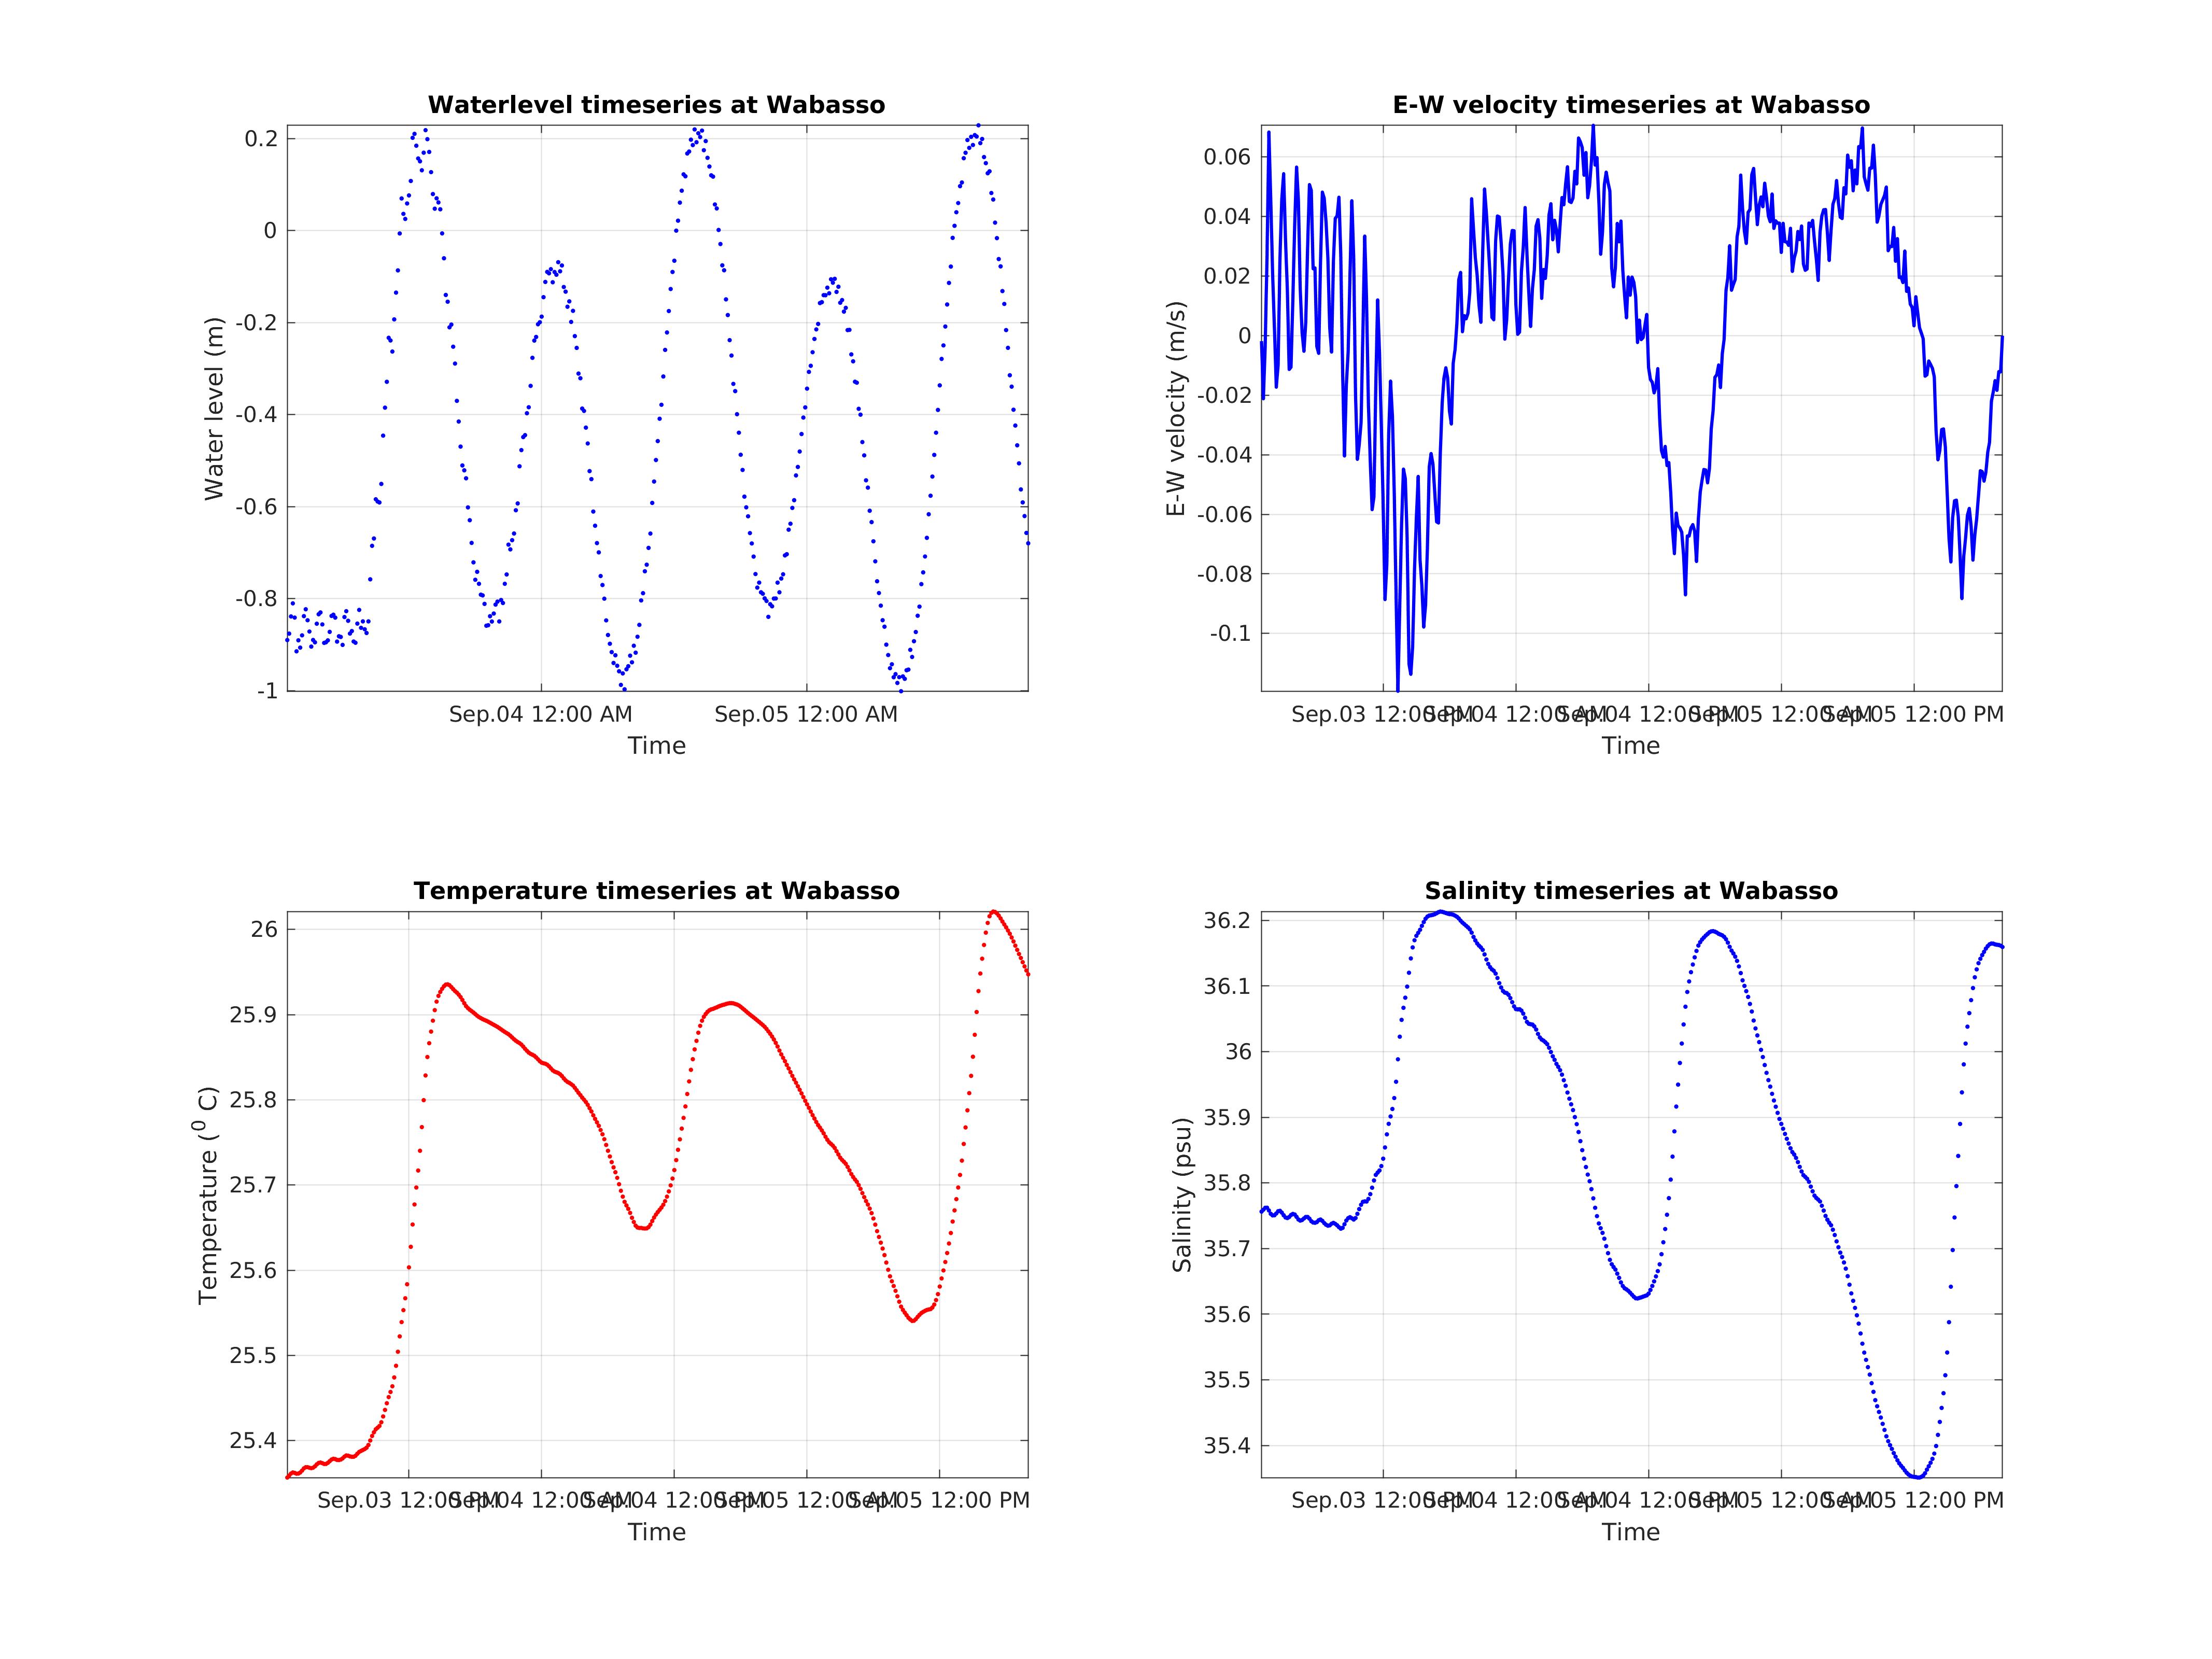 Waterlevel timeseries at Wabasso
0.2
0
-0.2
-0.4
-0.6
-0.8
-1
Water level (m)
Sep.04 12:00 AM Sep.05 12:00 AM
Time
E-W velocity timeseries at Wabasso
0.06
0.04
0.02
0
-0.02
-0.04
-0.06
-0.08
-0.1
E-W velocity (m/s)
Sep.03 12:00 PM Sep.04 12:00 AM Sep.04 12:00 PM Sep.05 12:00 AM Sep.05 12:00 PM
Time
Temperature timeseries at Wabasso
26
25.9
25.8
25.7
25.6
25.5
25.4
Temperature (⁰ C)
Sep.03 12:00 PM Sep.04 12:00 AM Sep.04 12:00 PM Sep.05 12:00 AM Sep.05 12:00 PM
Time
Salinity timeseries at Wabasso
36.2
36.1
36
35.9
35.8
35.7
35.6
35.5
35.4
Salinity (psu)
Sep.03 12:00 PM Sep.04 12:00 AM Sep.04 12:00 PM Sep.05 12:00 AM Sep.05 12:00 PM
Time